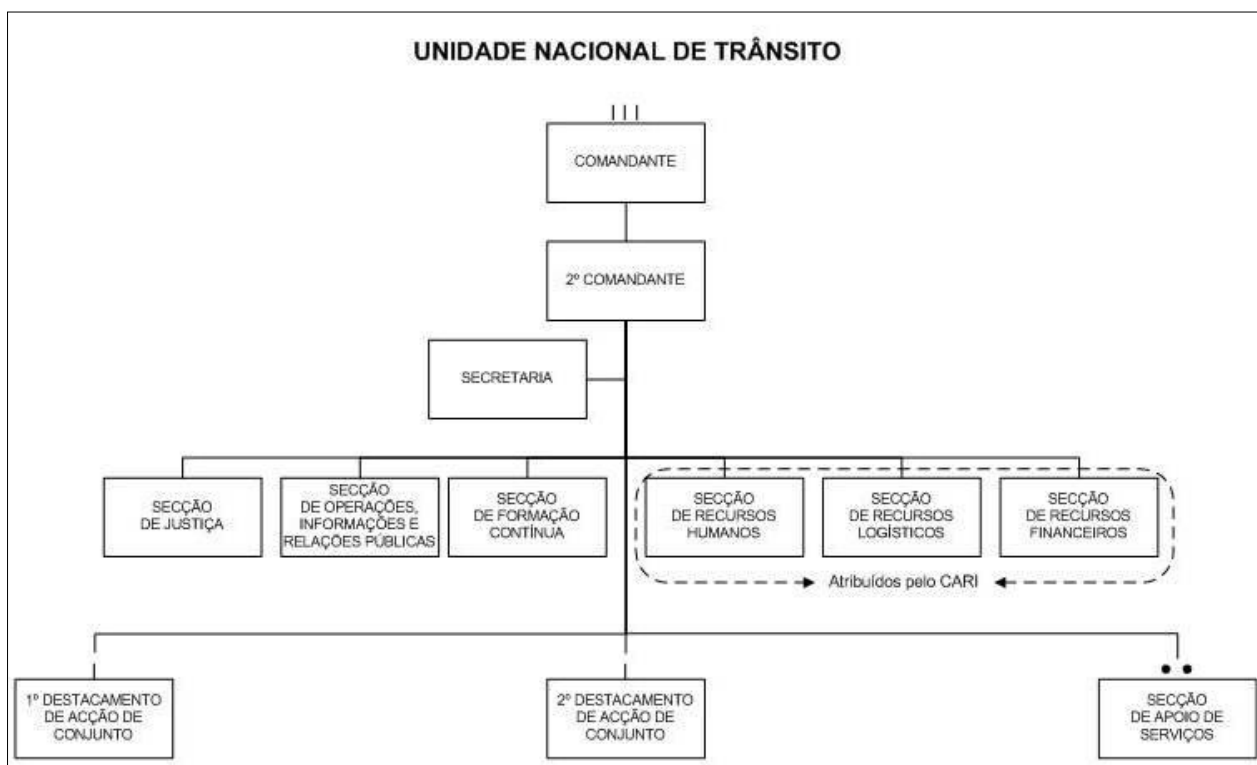 UNIDADE NACIONAL DE TRÂNSITO
COMANDANTE
2º COMANDANTE
SECRETARIA
SECÇÃO
DE JUSTIÇA
SECÇÃO
DE OPERAÇÕES,
INFORMAÇÕES E
RELAÇÕES PÚBLICAS
SECÇÃO
DE FORMAÇÃO
CONTÍNUA
SECÇÃO
DE RECURSOS
HUMANOS
SECÇÃO
DE RECURSOS
LOGÍSTICOS
SECÇÃO
DE RECURSOS
FINANCEIROS
Atribuídos pelo CARI
1º DESTACAMENTO
DE ACÇÃO DE
CONJUNTO
2º DESTACAMENTO
DE ACÇÃO DE
CONJUNTO
SECÇÃO
DE APOIO DE
SERVIÇOS